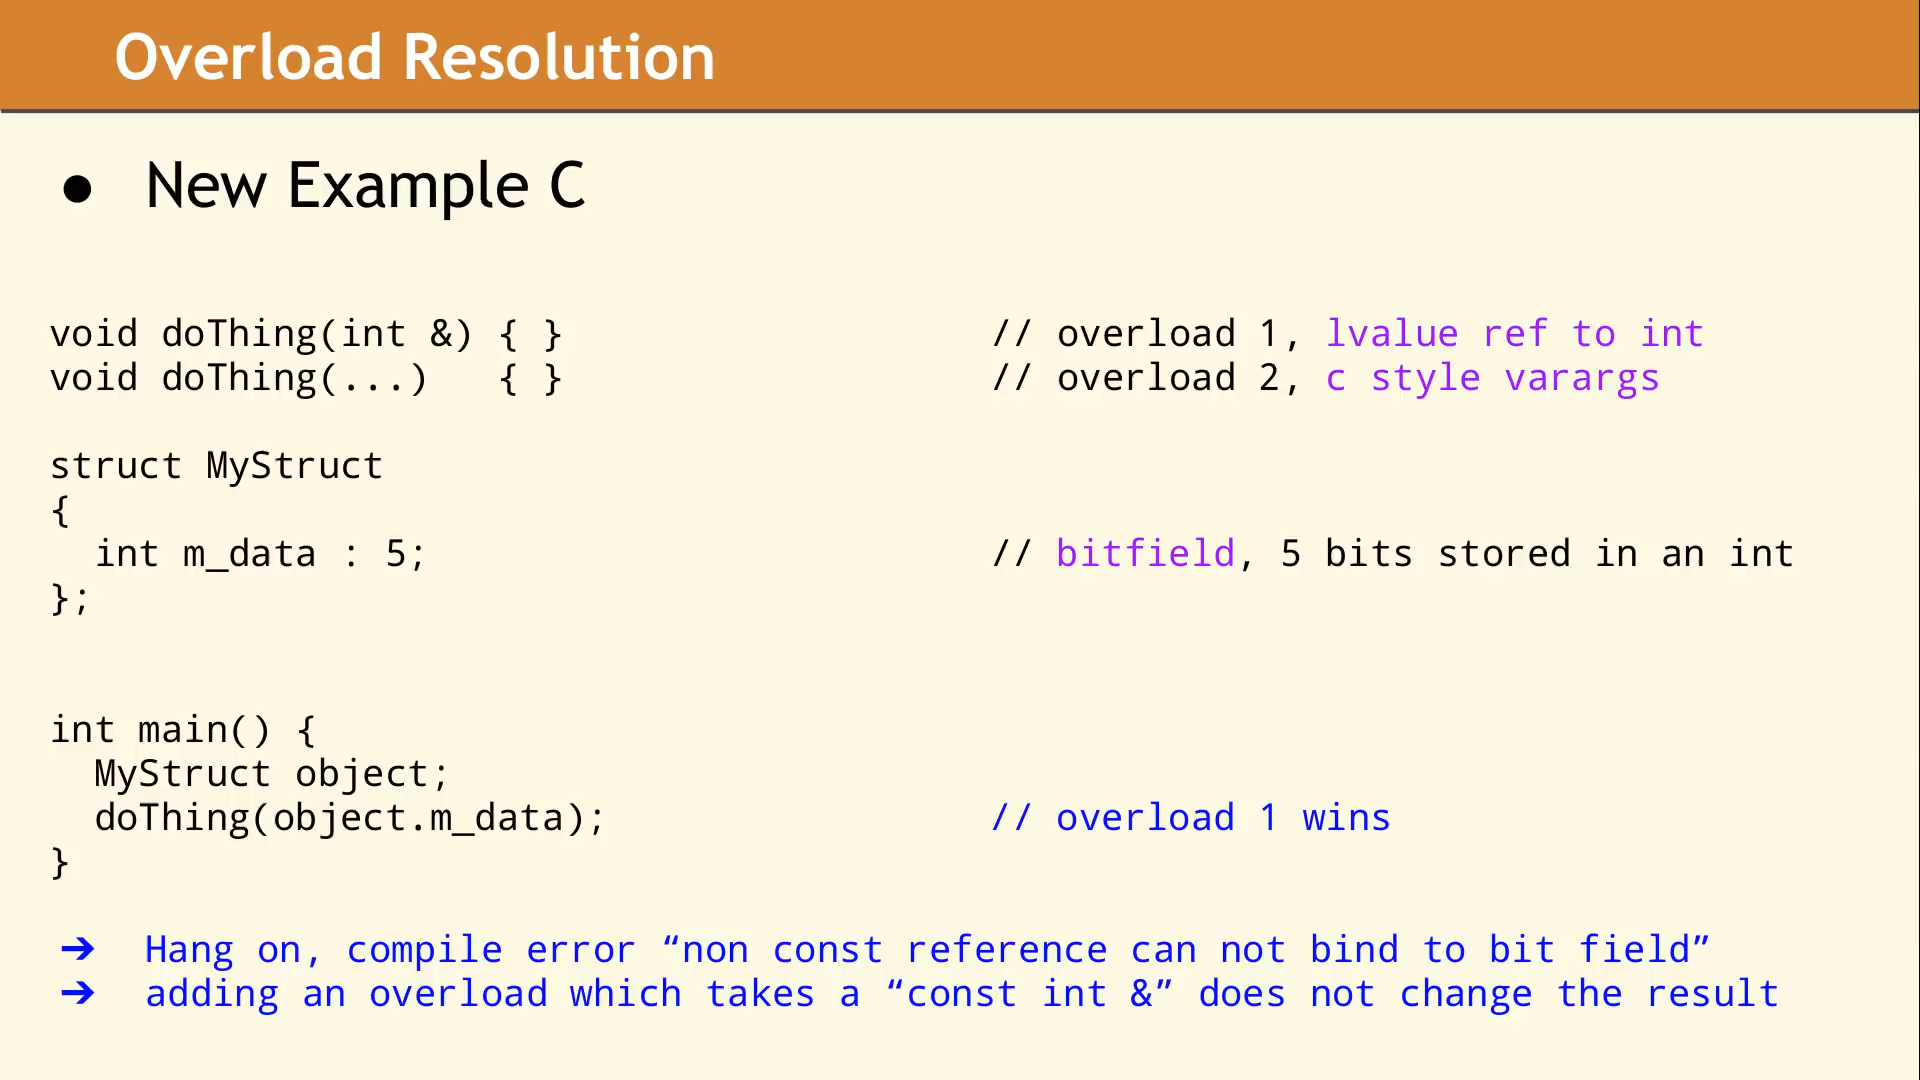 Overload Resolution
● New Example C
void doThing(int &) { } // overload 1, lvalue ref to int
void doThing(...) { } // overload 2, c style varargs
struct MyStruct
{
int m_data : 5; // bitfield, 5 bits stored in an int
};
int main() {
MyStruct object;
doThing(object.m_data); // overload 1 wins
}
➔ Hang on, compile error “non const reference can not bind to bit field”
➔ adding an overload which takes a “const int &” does not change the result